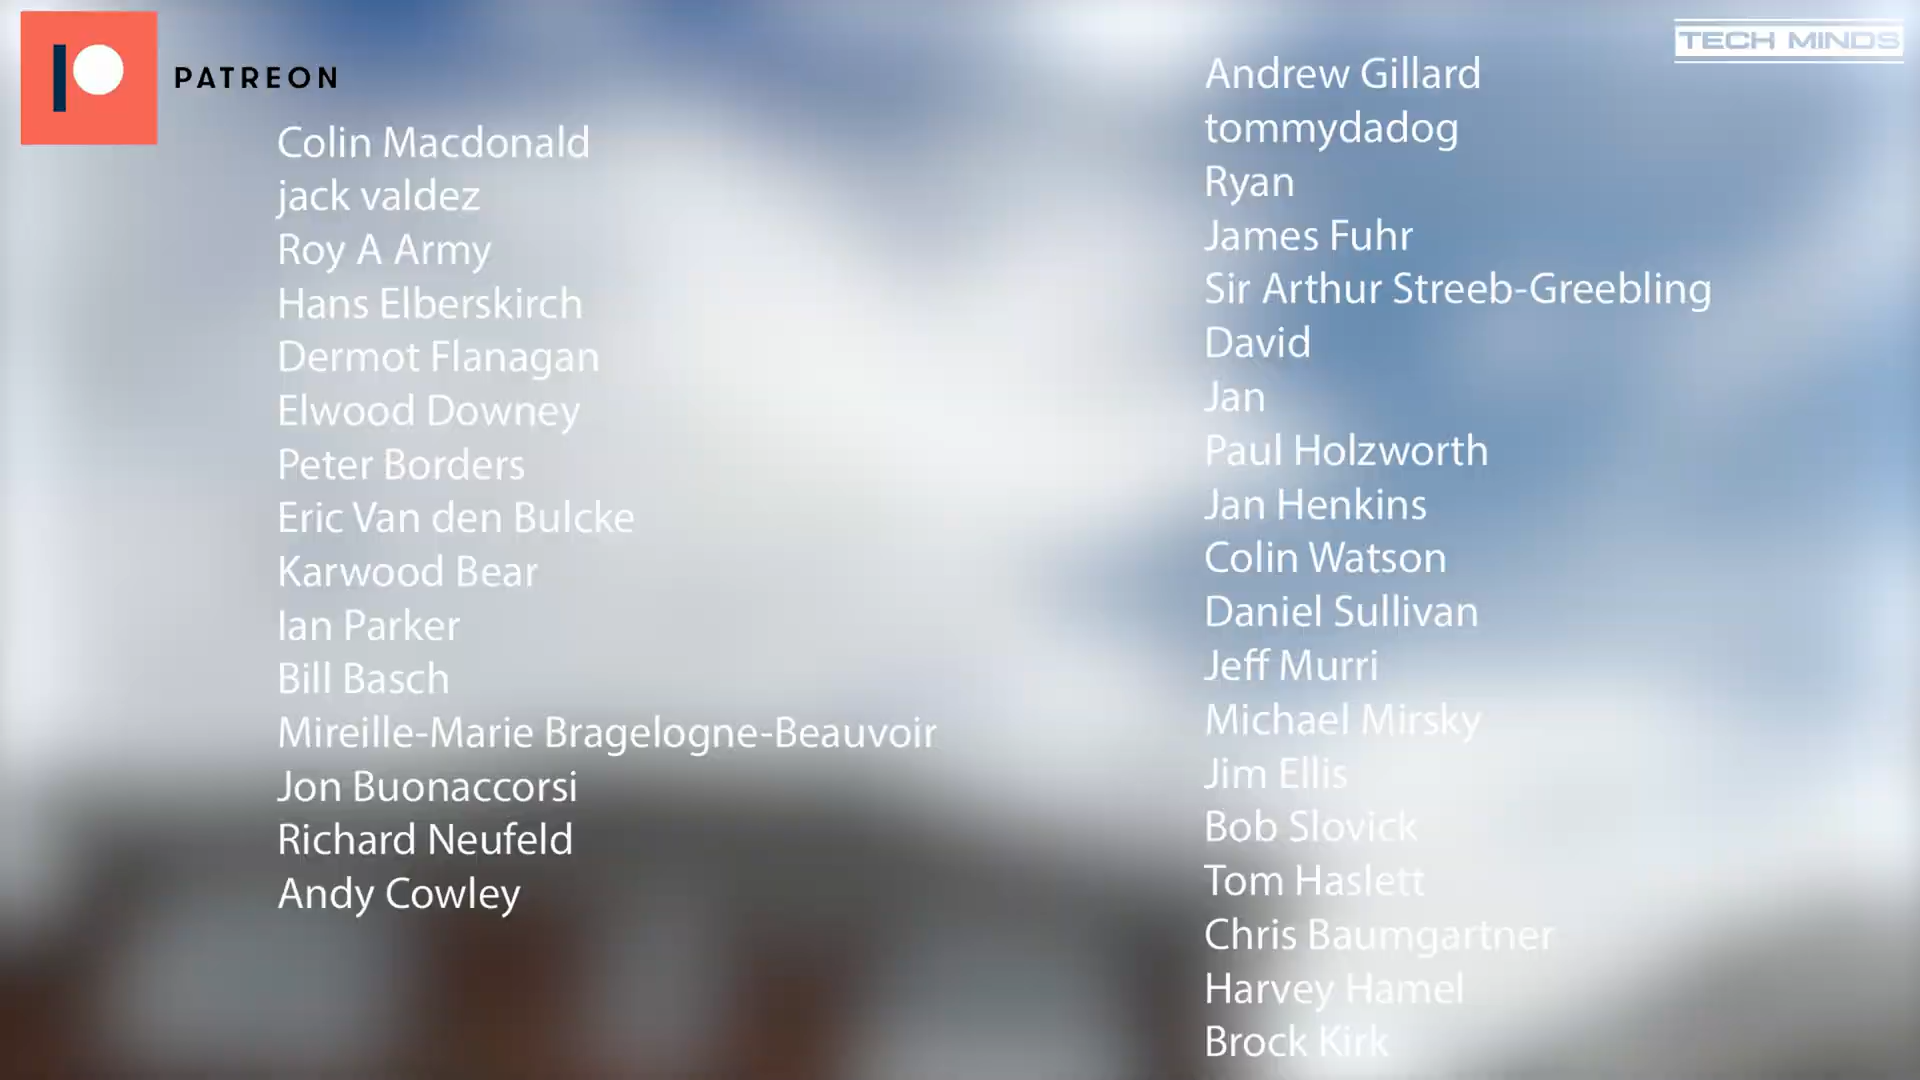 PATREON
Colin Macdonald
jack valdez
Roy A Army
Hans Elberskirch
Dermot Flanagan
Elwood Downey
Peter Borders
Eric Van den Bulcke
Karwood Bear
Ian Parker
Bill Basch
Mireille-Marie Bragelogne-Beauvoir
Jon Buonaccorsi
Richard Neufeld
Andy Cowley
TECH MINDS
Andrew Gillard
tommydadog
Ryan
James Fuhr
Sir Arthur Streeb-Greebling
David
Jan
Paul Holzworth
Jan Henkins
Colin Watson
Daniel Sullivan
Jeff Murri
Michael Mirsky
Jim Ellis
Bob Slovick
Tom Haslett
Chris Baumgartner
Harvey Hamel
Brock Kirk